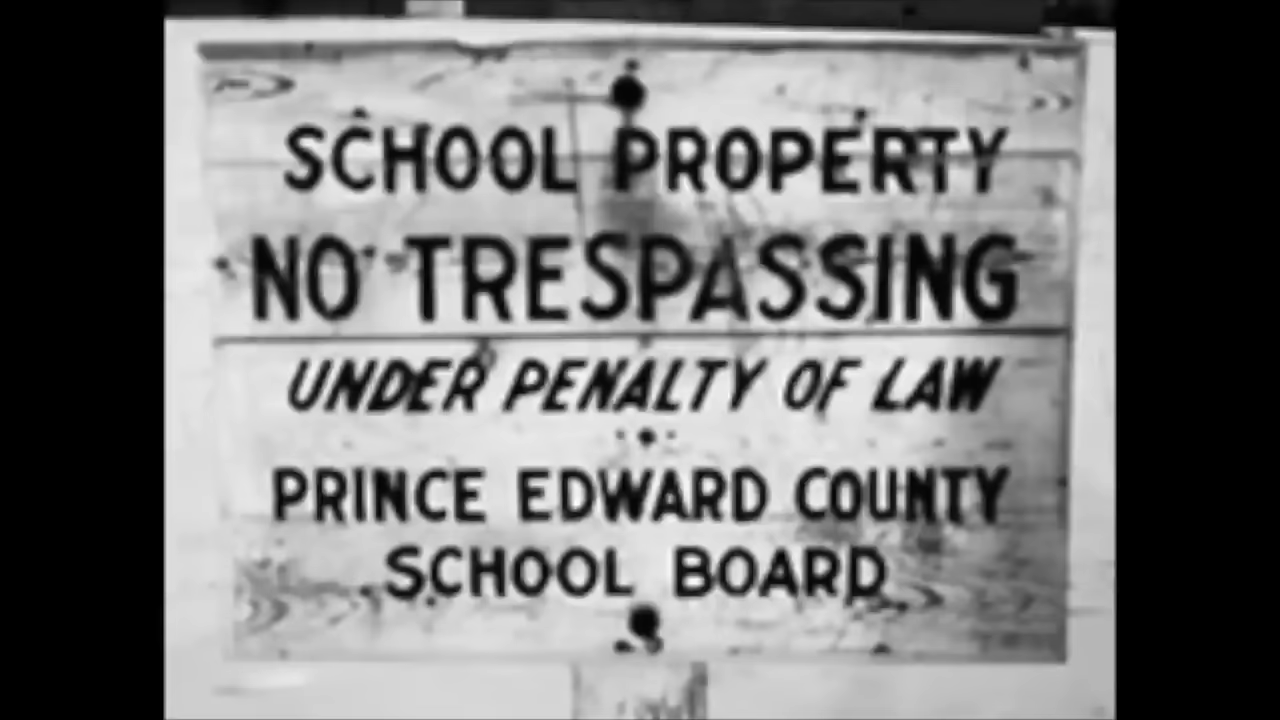 SCHOOL PROPERTY
NO TRESPASSING
UNDER PENALTY OF LAW
PRINCE EDWARD COUNTY
SCHOOL BOARD